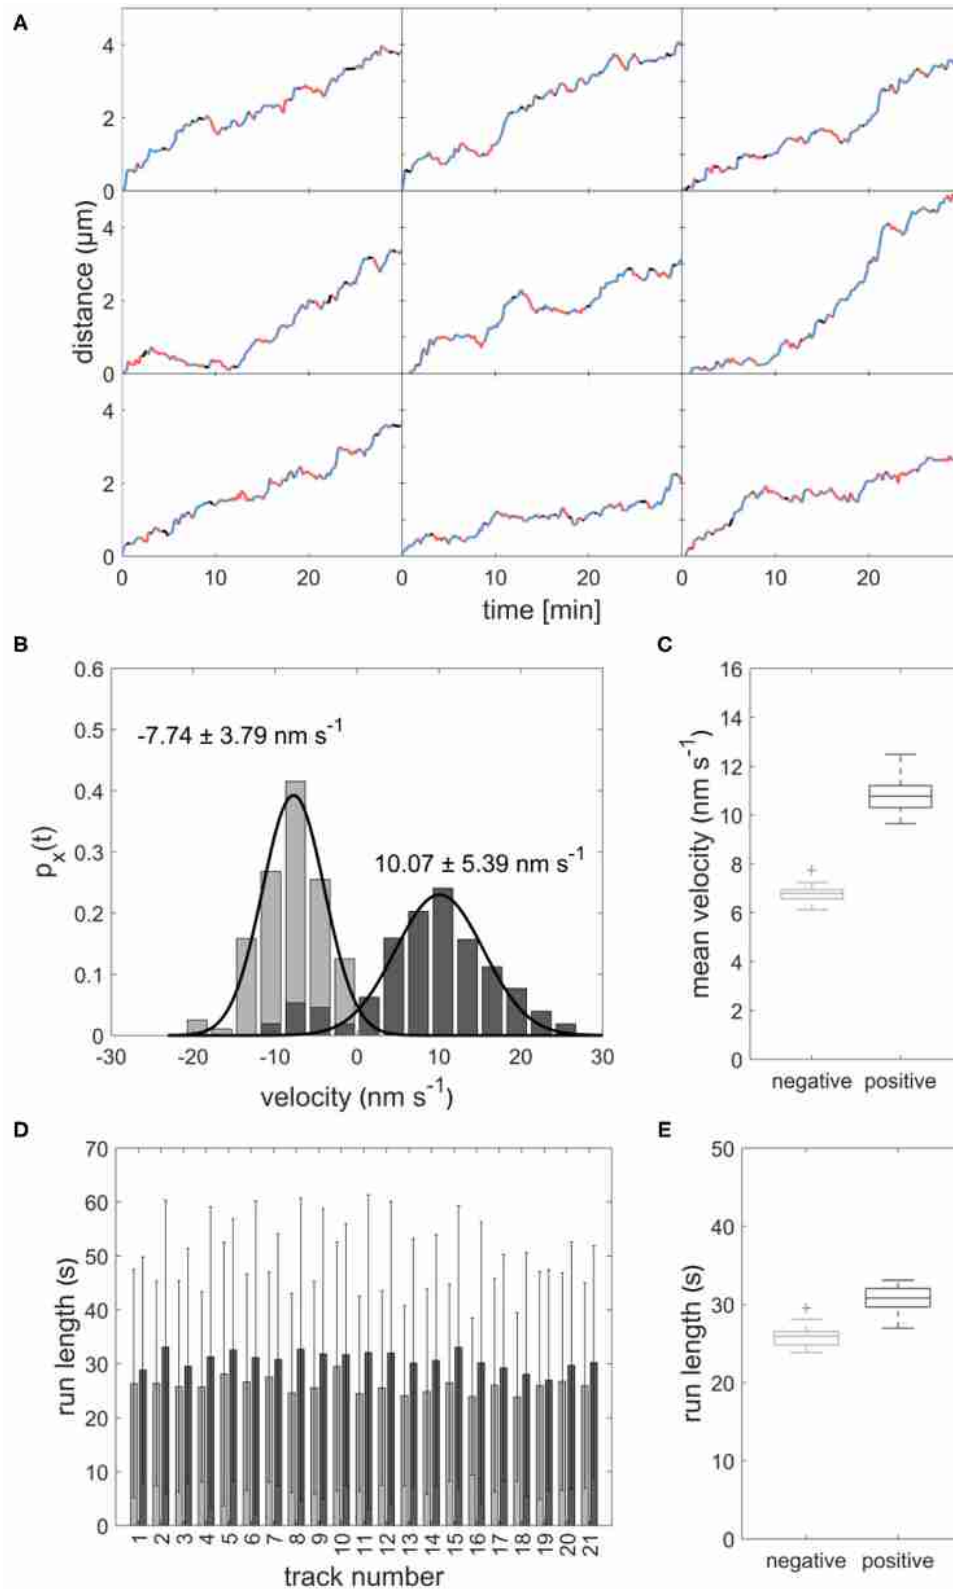 A
4
2
0
4
2
0
4
2
0
distance (µm)
0 10 20 0 10 20 0 10 20
time [min]
B
0.6
0.5
0.4
0.3
0.2
0.1
0
p_x(t)
-7.74 ± 3.79 nm s⁻¹
10.07 ± 5.39 nm s⁻¹
-30 -20 -10 0 10 20 30
velocity (nm s⁻¹)
C
16
14
12
10
8
6
4
2
0
mean velocity (nm s⁻¹)
negative positive
D
70
60
50
40
30
20
10
0
run length (s)
1 2 3 4 5 6 7 8 9 10 11 12 13 14 15 16 17 18 19 20 21
track number
E
50
40
30
20
10
0
run length (s)
negative positive